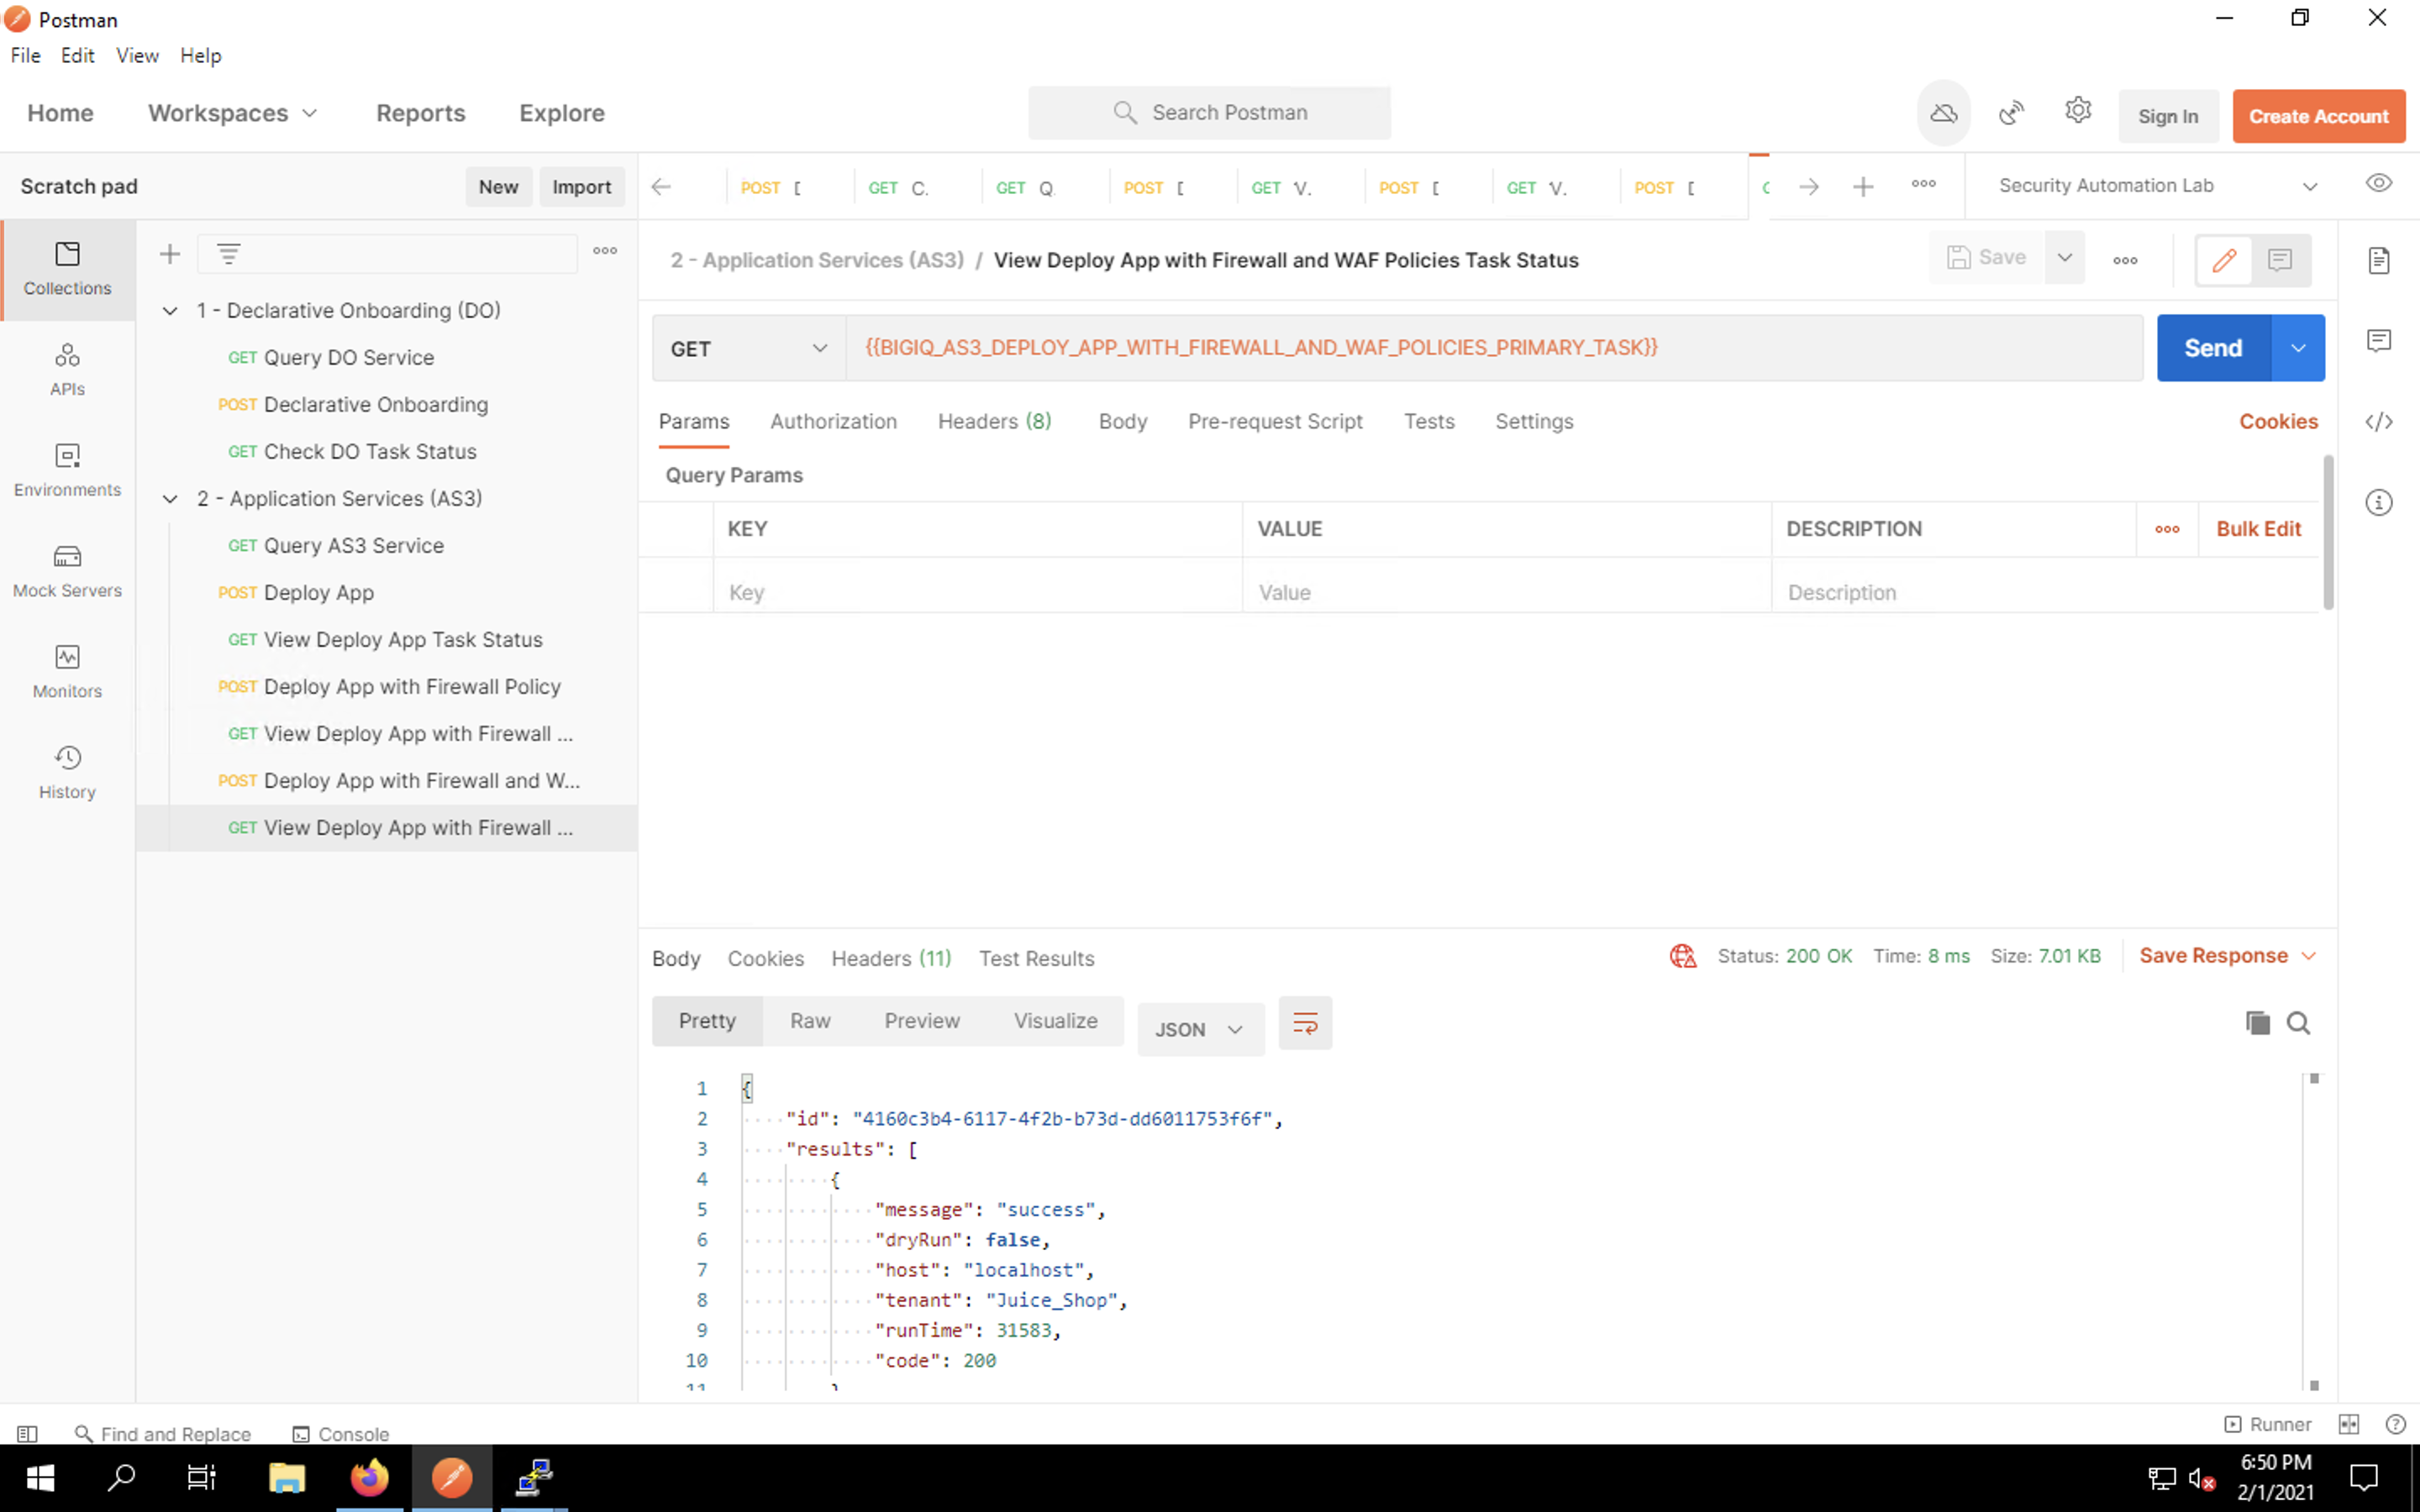 Postman
File Edit View Help
Home Workspaces Reports Explore
Search Postman
Sign In
Create Account
Scratch pad
New
Import
POST
GET C.
GET Q
POST
GET V.
POST
GET V.
POST
Security Automation Lab
Collections
APIs
Environments
Mock Servers
Monitors
History
1 - Declarative Onboarding (DO)
GET Query DO Service
POST Declarative Onboarding
GET Check DO Task Status
2 - Application Services (AS3)
GET Query AS3 Service
POST Deploy App
GET View Deploy App Task Status
POST Deploy App with Firewall Policy
GET View Deploy App with Firewall ...
POST Deploy App with Firewall and W...
GET View Deploy App with Firewall ...
2 - Application Services (AS3) / View Deploy App with Firewall and WAF Policies Task Status
Save
GET
{{BIGIQ_AS3_DEPLOY_APP_WITH_FIREWALL_AND_WAF_POLICIES_PRIMARY_TASK}}
Send
Params Authorization Headers (8) Body Pre-request Script Tests Settings
Cookies
Query Params
KEY VALUE DESCRIPTION
Bulk Edit
Key Value Description
Body Cookies Headers (11) Test Results
Status: 200 OK Time: 8 ms Size: 7.01 KB
Save Response
Pretty Raw Preview Visualize
JSON
1 {
2 "id": "4160c3b4-6117-4f2b-b73d-dd6011753f6f",
3 "results": [
4 {
5 "message": "success",
6 "dryRun": false,
7 "host": "localhost",
8 "tenant": "Juice_Shop",
9 "runTime": 31583,
10 "code": 200
11 }
Find and Replace
Console
Runner
6:50 PM
2/1/2021